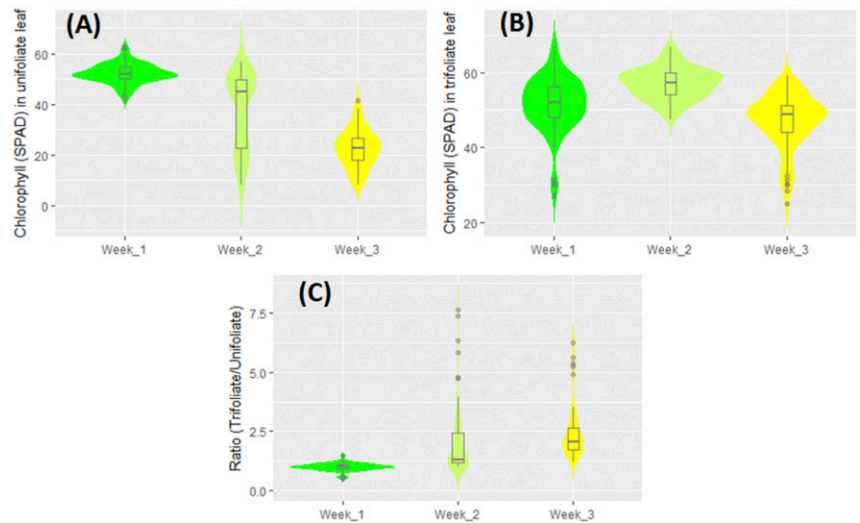 (A)
Chlorophyll (SPAD) in unifoliate leaf
60
40
20
0
Week_1 Week_2 Week_3
(B)
Chlorophyll (SPAD) in trifoliate leaf
60
40
20
Week_1 Week_2 Week_3
(C)
Ratio (Trifoliate/Unifoliate)
7.5
5.0
2.5
0.0
Week_1 Week_2 Week_3